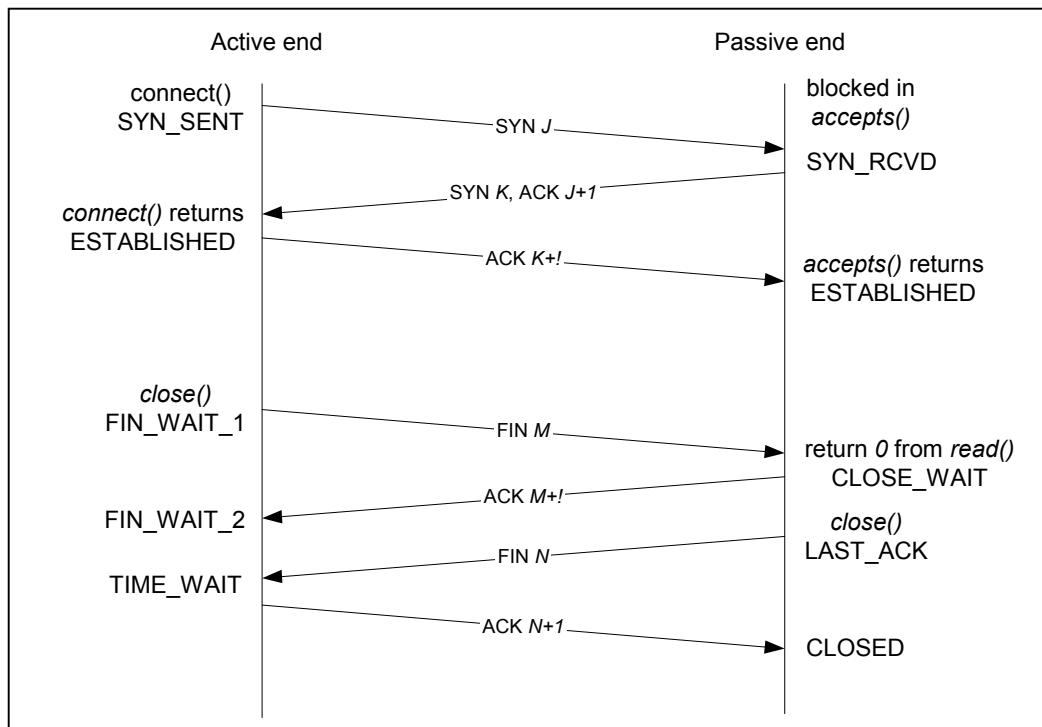 Active end
Passive end
connect()
SYN_SENT
blocked in
accepts()
SYN J
SYN_RCVD
SYN K, ACK J+1
connect() returns
ESTABLISHED
ACK K+!
accepts() returns
ESTABLISHED
close()
FIN_WAIT_1
FIN M
return 0 from read()
CLOSE_WAIT
ACK M+!
FIN_WAIT_2
close()
LAST_ACK
FIN N
TIME_WAIT
ACK N+1
CLOSED